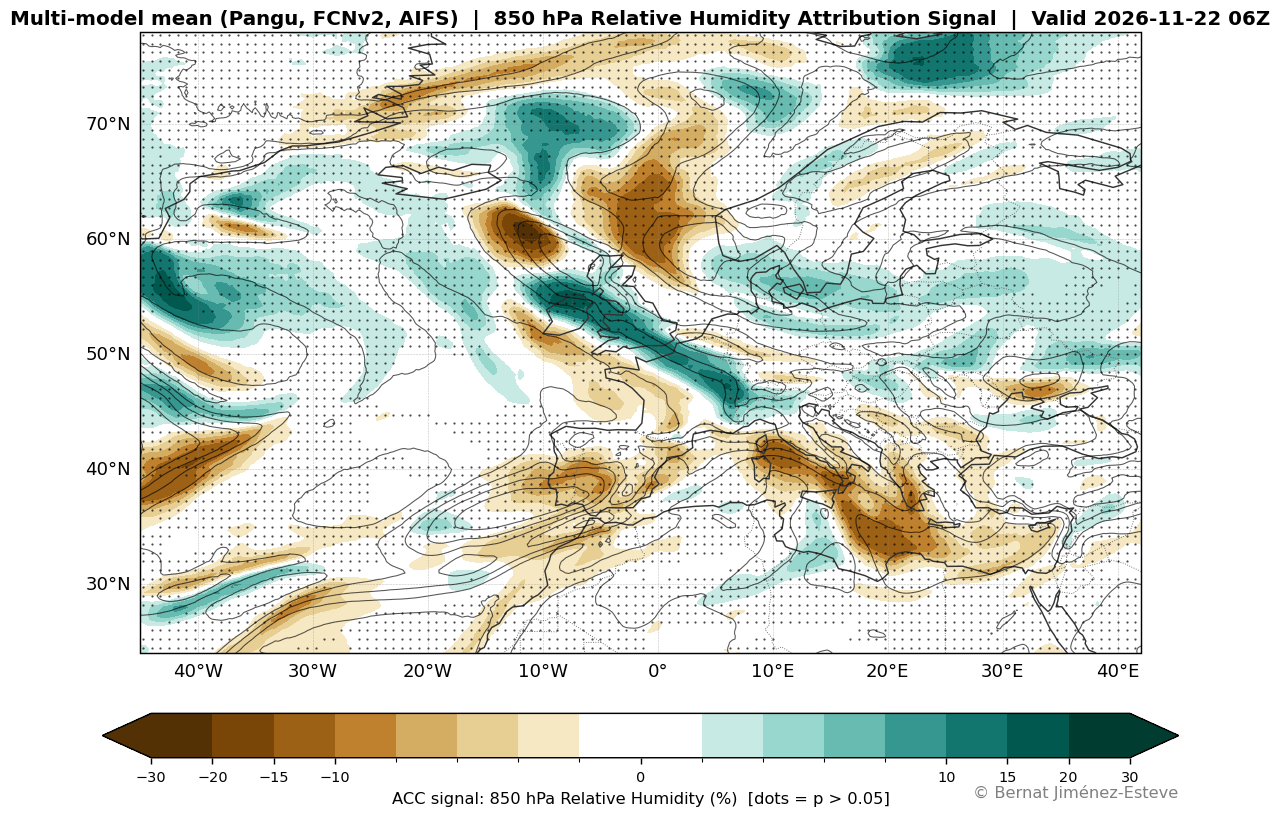 Multi-model mean (Pangu, FCNv2, AIFS)  |  850 hPa Relative Humidity Attribution Signal  |  Valid 2026-11-22 06Z
70°N
60°N
50°N
40°N
30°N
40°W 30°W 20°W 10°W 0° 10°E 20°E 30°E 40°E
−30 −20 −15 −10 0 10 15 20 30
ACC signal: 850 hPa Relative Humidity (%)  [dots = p > 0.05]
© Bernat Jiménez-Esteve